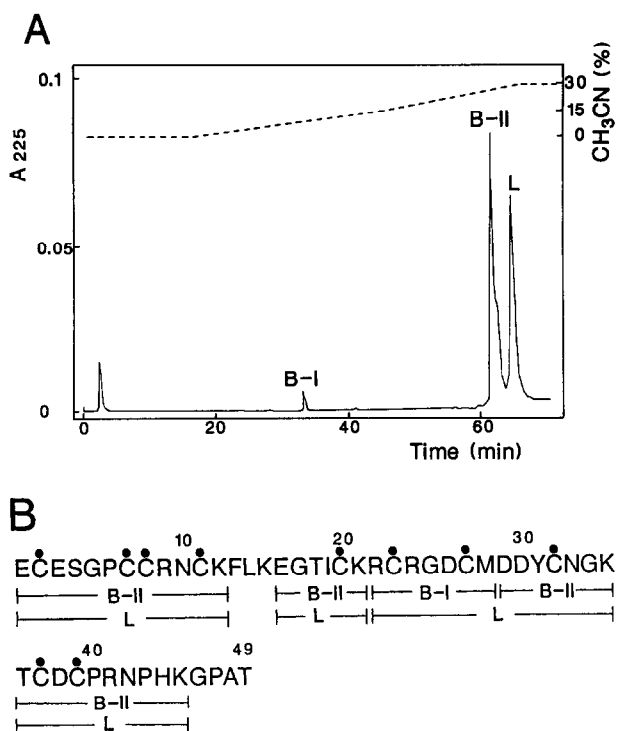 A
0.1
0.05
0
A 225
30
15
0
CH3CN (%)
B-II
L
B-I
0 20 40 60
Time (min)
B
10 20 30
ECESGPCCRNCKFLKEGTICKRCRGDCMDDYCNGK
B-II B-II B-I B-II
L L L
40 49
TCDCPRNPHKGPAT
B-II
L